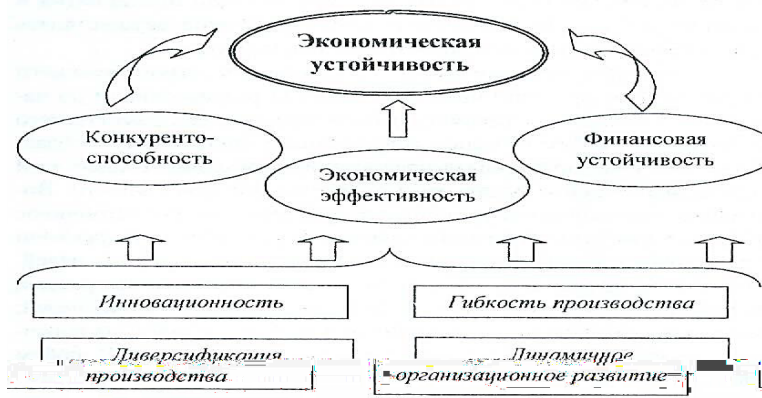 Экономическая
устойчивость
Конкуренто-
способность
Финансовая
устойчивость
Экономическая
эффективность
Инновационность
Гибкость производства
Диверсификация
производства
Динамичное
организационное развитие